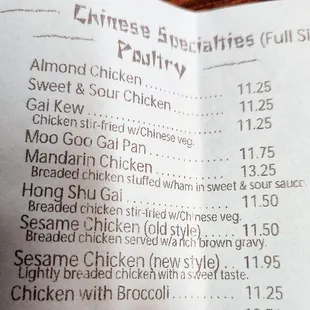 Chinese Specialties (Full Si
Poultry
Almond Chicken .................. 11.25
Sweet & Sour Chicken .......... 11.25
Gai Kew ............................. 11.25
Chicken stir-fried w/Chinese veg.
Moo Goo Gai Pan ................ 11.75
Mandarin Chicken ................ 13.25
Breaded chicken stuffed w/ham in sweet & sour sauce.
Hong Shu Gai ...................... 11.50
Breaded chicken stir-fried w/Chinese veg.
Sesame Chicken (old style) ..... 11.50
Breaded chicken served w/a rich brown gravy.
Sesame Chicken (new style) .. 11.95
Lightly breaded chicken with a sweet taste.
Chicken with Broccoli ............ 11.25